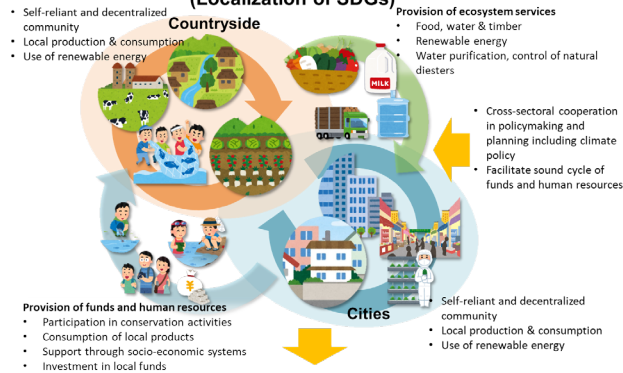 (Localization of SDGs)
• Self-reliant and decentralized
community
• Local production & consumption
• Use of renewable energy
Countryside
Provision of ecosystem services
• Food, water & timber
• Renewable energy
• Water purification, control of natural
diesters
MILK
• Cross-sectoral cooperation
in policymaking and
planning including climate
policy
• Facilitate sound cycle of
funds and human resources
¥
Provision of funds and human resources
• Participation in conservation activities
• Consumption of local products
• Support through socio-economic systems
• Investment in local funds
Cities
• Self-reliant and decentralized
community
• Local production & consumption
• Use of renewable energy